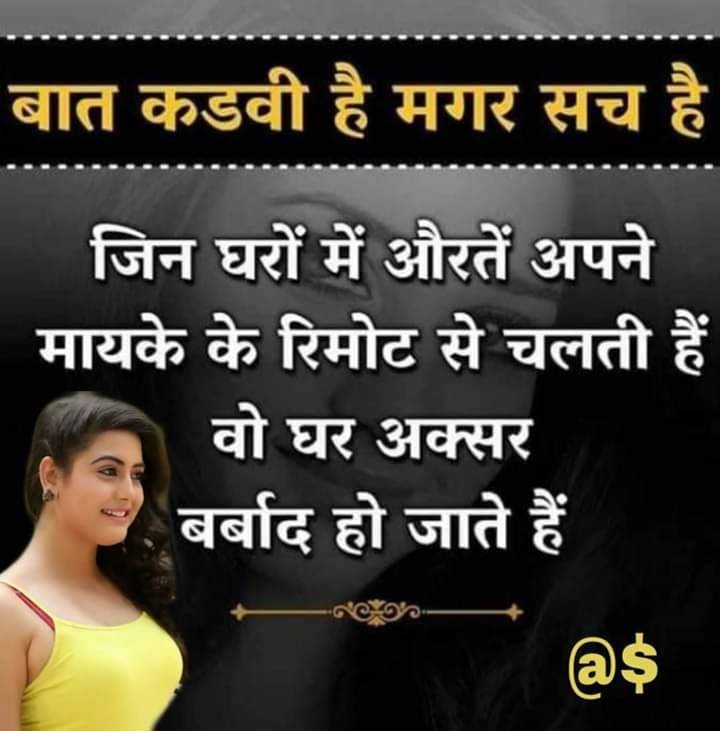 बात कडवी है मगर सच है
जिन घरों में औरतें अपने
मायके के रिमोट से चलती हैं
वो घर अक्सर
बर्बाद हो जाते हैं
@$